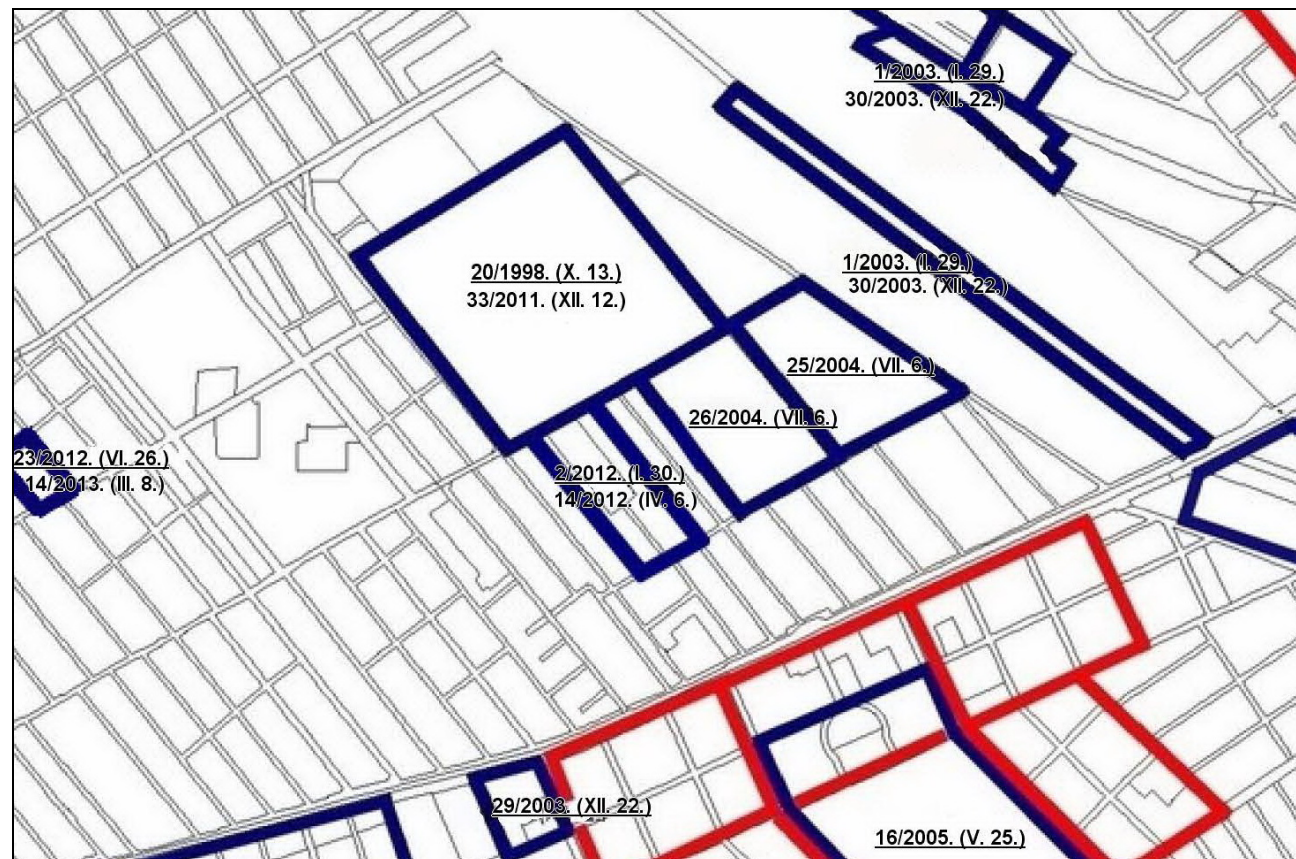 1/2003. (I. 29.)
30/2003. (XII. 22.)
20/1998. (X. 13.)
33/2011. (XII. 12.)
1/2003. (I. 29.)
30/2003. (XII. 22.)
25/2004. (VII. 6.)
26/2004. (VII. 6.)
23/2012. (VI. 26.)
14/2013. (III. 8.)
2/2012. (I. 30.)
14/2012. (IV. 6.)
29/2003. (XII. 22.)
16/2005. (V. 25.)